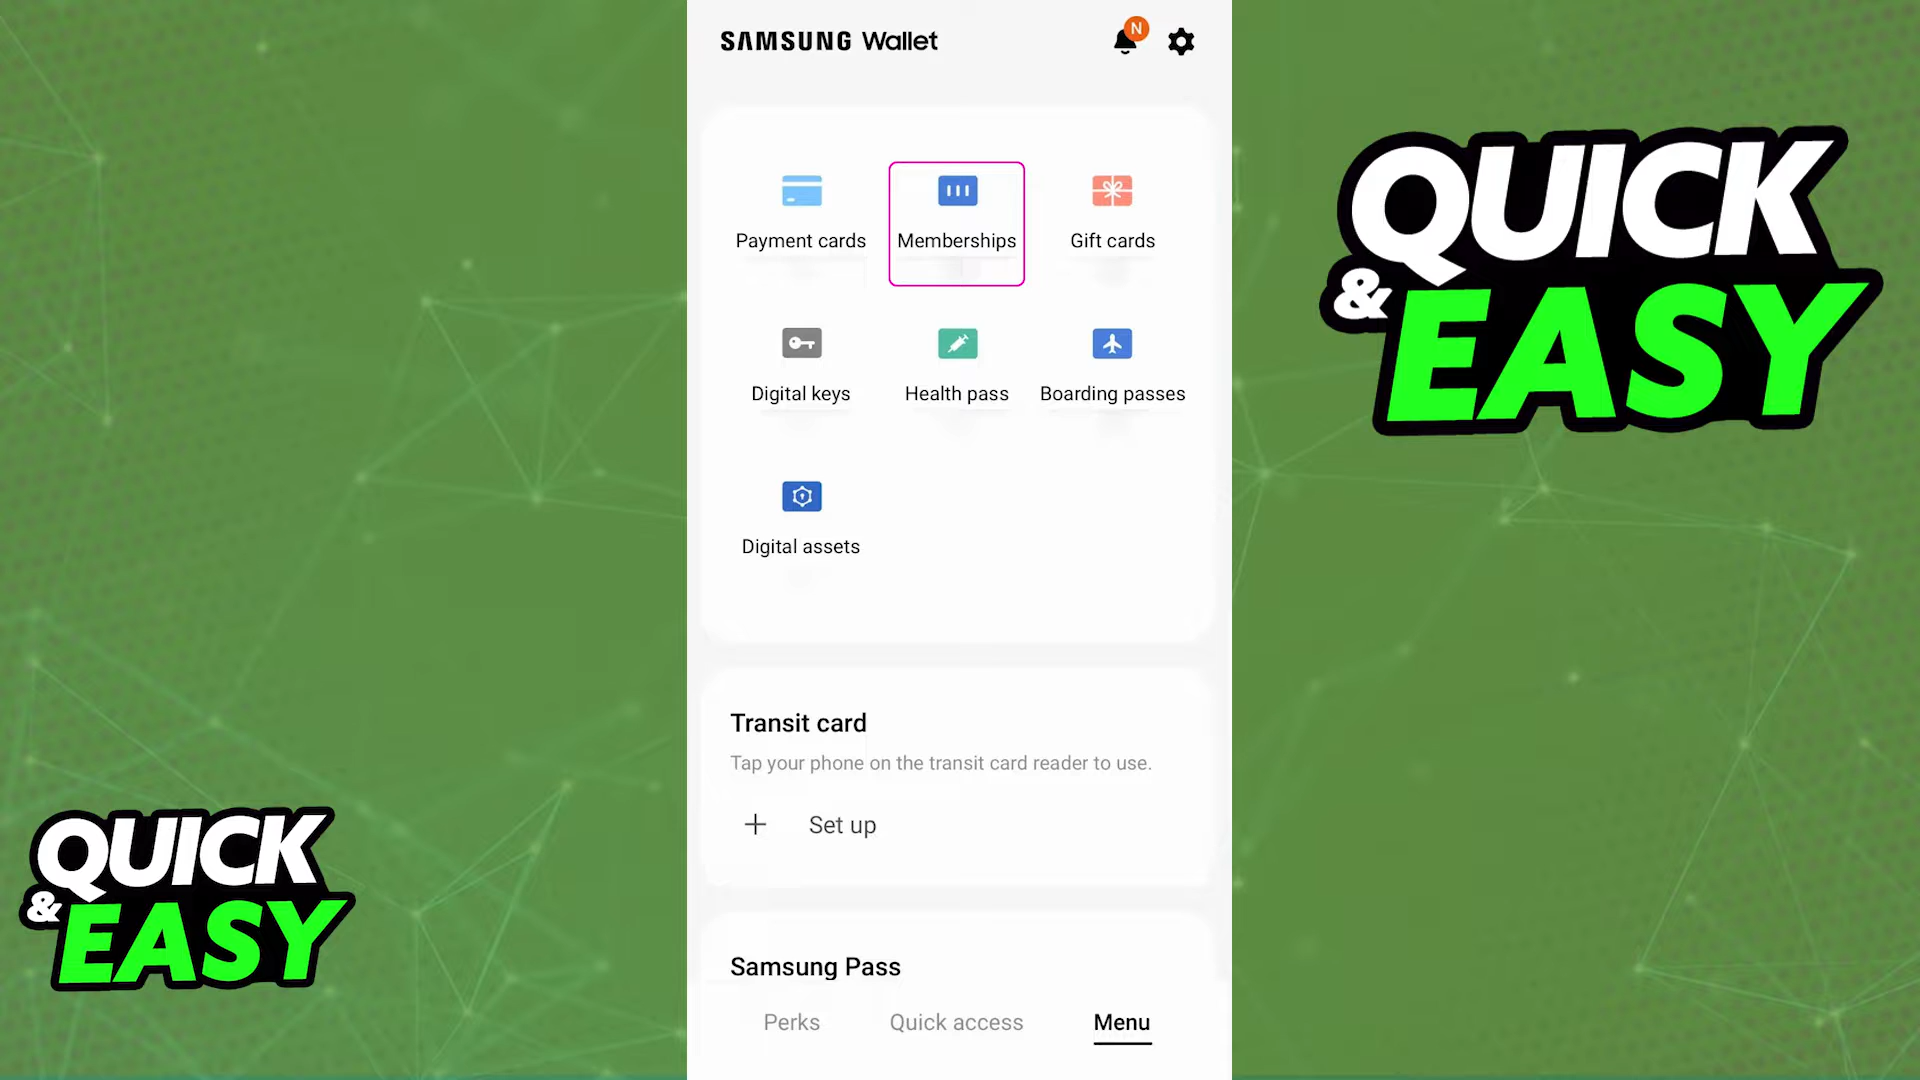 SAMSUNG Wallet
N
Payment cards
Memberships
Gift cards
Digital keys
Health pass
Boarding passes
Digital assets
Transit card
Tap your phone on the transit card reader to use.
+ Set up
Samsung Pass
Perks
Quick access
Menu
QUICK
& EASY
QUICK
& EASY